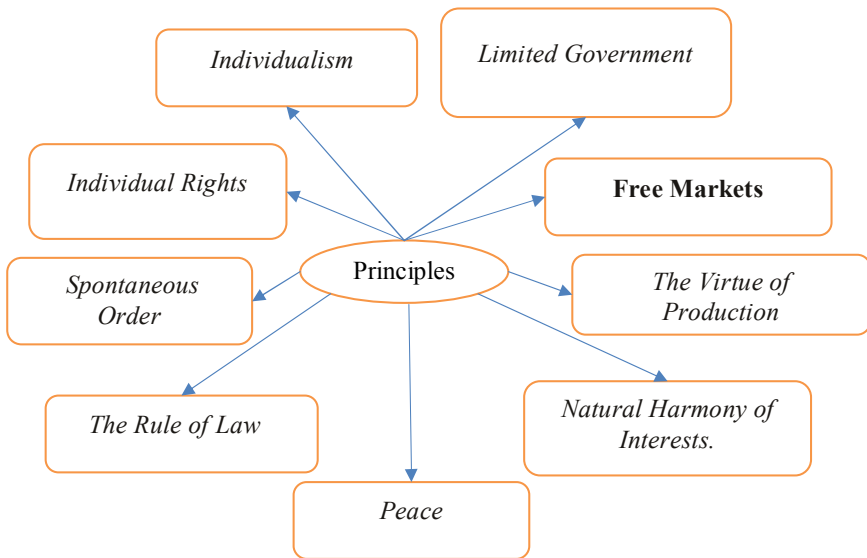 Individualism
Limited Government
Individual Rights
Free Markets
Principles
Spontaneous
Order
The Virtue of
Production
The Rule of Law
Natural Harmony of
Interests.
Peace